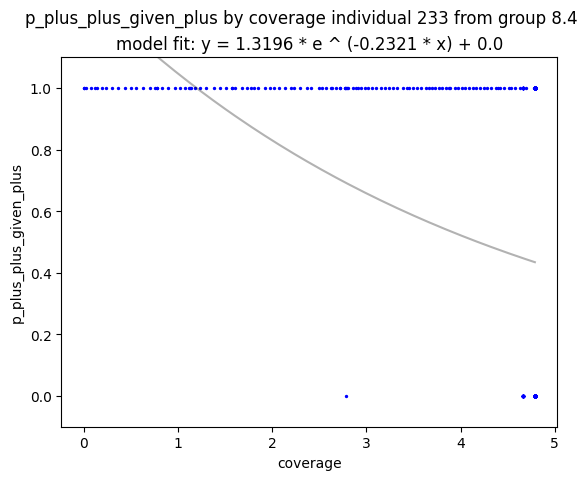 p_plus_plus_given_plus by coverage individual 233 from group 8.4
model fit: y = 1.3196 * e ^ (-0.2321 * x) + 0.0
1.0
0.8
0.6
0.4
0.2
0.0
p_plus_plus_given_plus
0 1 2 3 4 5
coverage